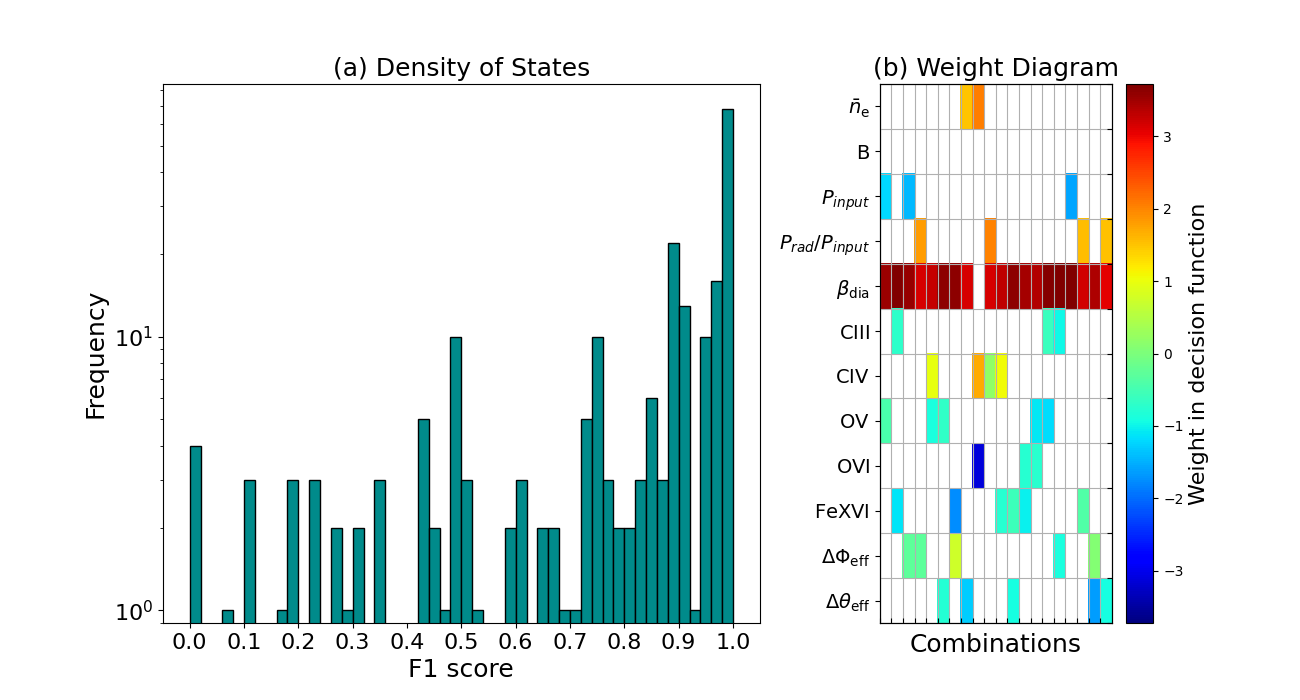 (a) Density of States
Frequency
10¹
10⁰
0.0 0.1 0.2 0.3 0.4 0.5 0.6 0.7 0.8 0.9 1.0
F1 score
(b) Weight Diagram
n̄e
B
Pinput
Prad/Pinput
βdia
CIII
CIV
OV
OVI
FeXVI
ΔΦeff
Δθeff
Combinations
3
2
1
0
−1
−2
−3
Weight in decision function